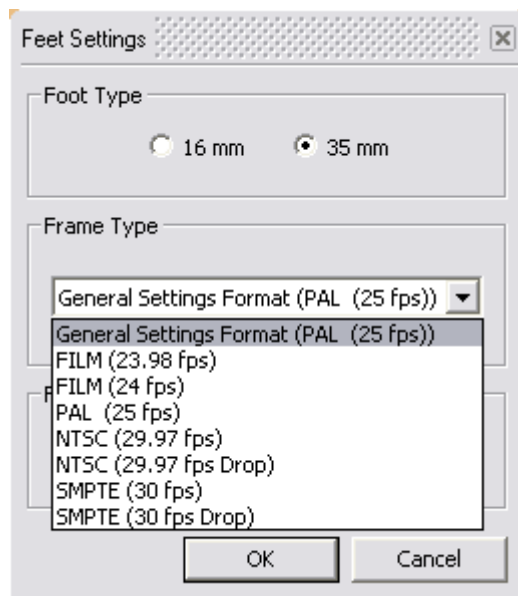 Feet Settings
Foot Type
16 mm
35 mm
Frame Type
General Settings Format (PAL  (25 fps))
General Settings Format (PAL  (25 fps))
FILM (23.98 fps)
FILM (24 fps)
PAL  (25 fps)
NTSC (29.97 fps)
NTSC (29.97 fps Drop)
SMPTE (30 fps)
SMPTE (30 fps Drop)
OK
Cancel